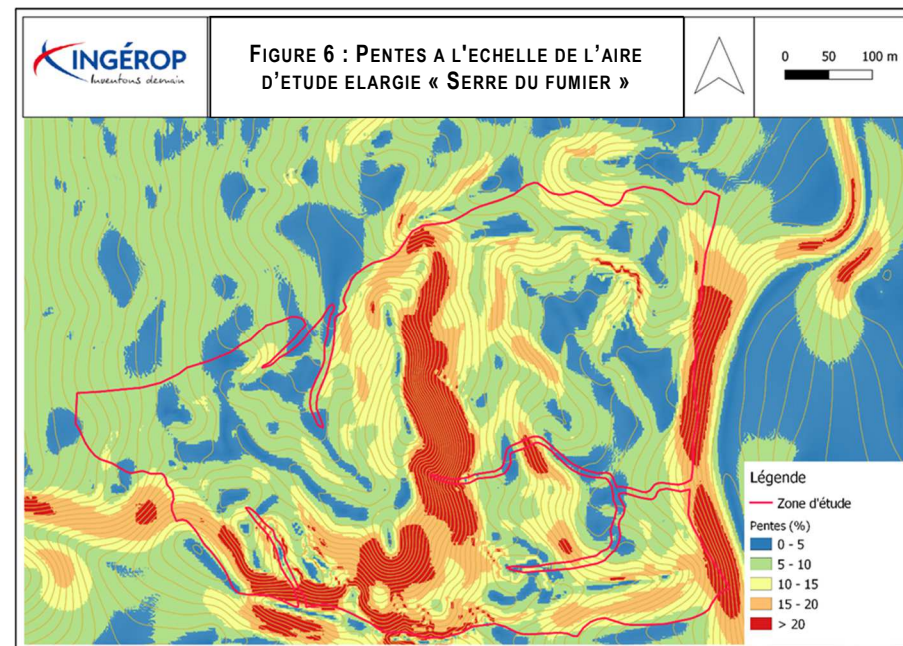 INGÉROP
Inventons demain
FIGURE 6 : PENTES A L'ECHELLE DE L'AIRE
D'ETUDE ELARGIE « SERRE DU FUMIER »
0 50 100 m
Légende
Zone d'étude
Pentes (%)
0 - 5
5 - 10
10 - 15
15 - 20
> 20